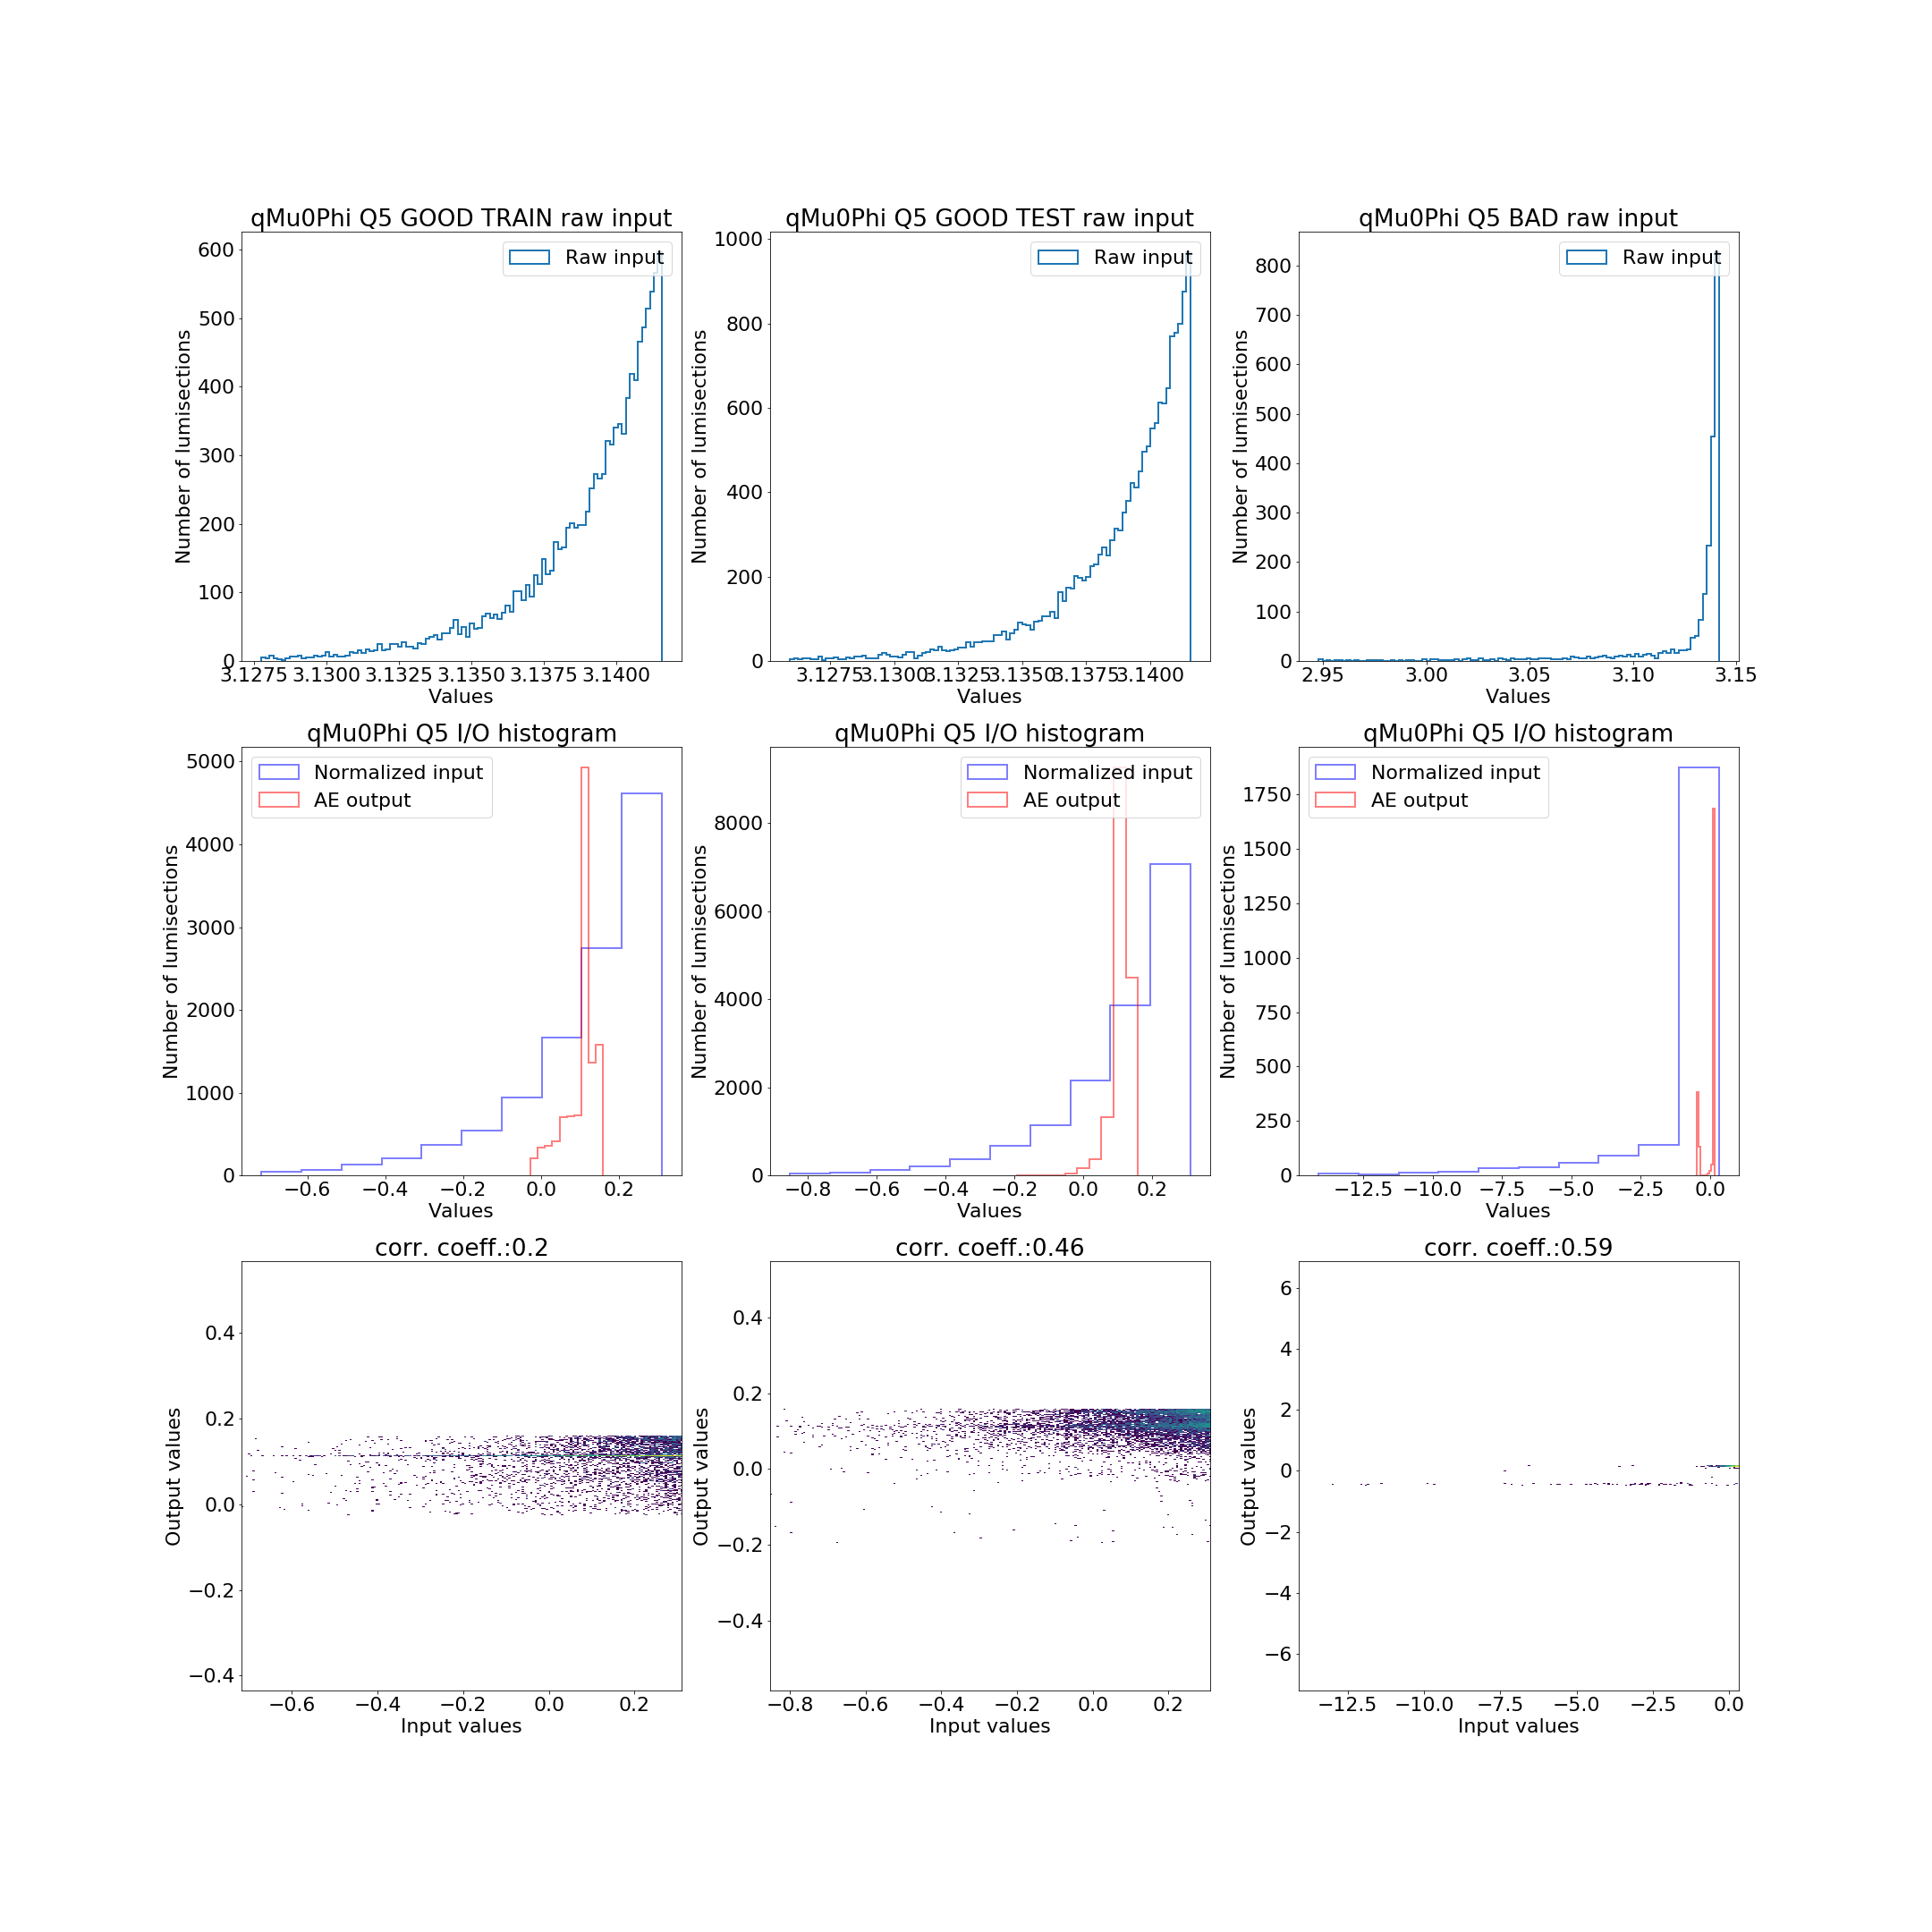 qMu0Phi Q5 GOOD TRAIN raw input
Raw input
Number of lumisections
600
500
400
300
200
100
0
3.1275 3.1300 3.1325 3.1350 3.1375 3.1400
Values
qMu0Phi Q5 GOOD TEST raw input
Raw input
Number of lumisections
1000
800
600
400
200
0
3.1275 3.1300 3.1325 3.1350 3.1375 3.1400
Values
qMu0Phi Q5 BAD raw input
Raw input
Number of lumisections
800
700
600
500
400
300
200
100
0
2.95 3.00 3.05 3.10 3.15
Values
qMu0Phi Q5 I/O histogram
Normalized input
AE output
Number of lumisections
5000
4000
3000
2000
1000
0
−0.6 −0.4 −0.2 0.0 0.2
Values
qMu0Phi Q5 I/O histogram
Normalized input
AE output
Number of lumisections
8000
6000
4000
2000
0
−0.8 −0.6 −0.4 −0.2 0.0 0.2
Values
qMu0Phi Q5 I/O histogram
Normalized input
AE output
Number of lumisections
1750
1500
1250
1000
750
500
250
0
−12.5 −10.0 −7.5 −5.0 −2.5 0.0
Values
corr. coeff.:0.2
Output values
0.4
0.2
0.0
−0.2
−0.4
−0.6 −0.4 −0.2 0.0 0.2
Input values
corr. coeff.:0.46
Output values
0.4
0.2
0.0
−0.2
−0.4
−0.8 −0.6 −0.4 −0.2 0.0 0.2
Input values
corr. coeff.:0.59
Output values
6
4
2
0
−2
−4
−6
−12.5 −10.0 −7.5 −5.0 −2.5 0.0
Input values